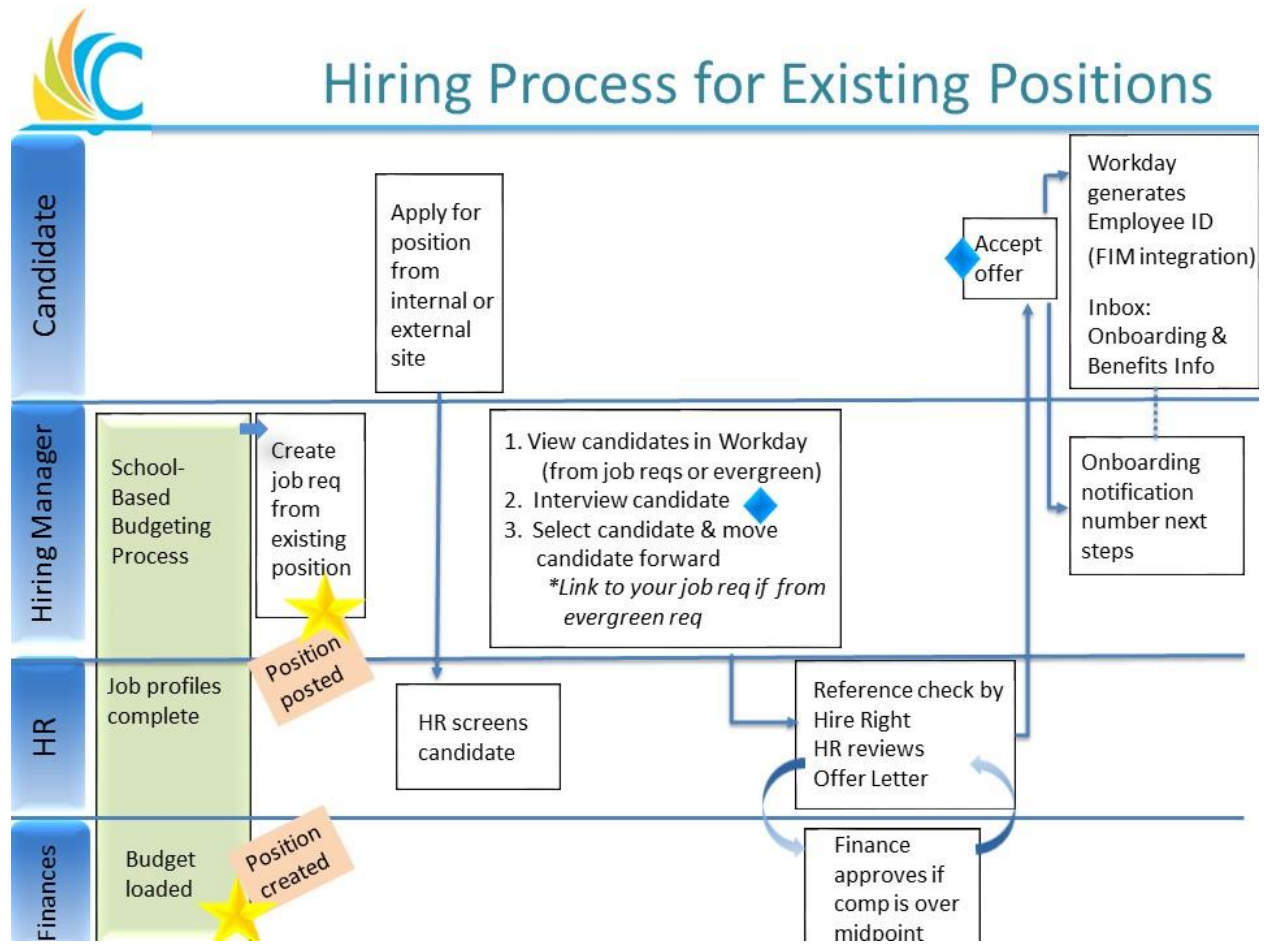 Hiring Process for Existing Positions
Candidate
Apply for
position
from
internal or
external
site
Accept
offer
Workday
generates
Employee ID
(FIM integration)
Inbox:
Onboarding &
Benefits Info
Hiring Manager
School-
Based
Budgeting
Process
Create
job req
from
existing
position
Position
posted
1. View candidates in Workday
(from job reqs or evergreen)
2. Interview candidate
3. Select candidate & move
candidate forward
*Link to your job req if from
evergreen req
Onboarding
notification
number next
steps
HR
Job profiles
complete
HR screens
candidate
Reference check by
Hire Right
HR reviews
Offer Letter
Finances
Budget
loaded
Position
created
Finance
approves if
comp is over
midpoint